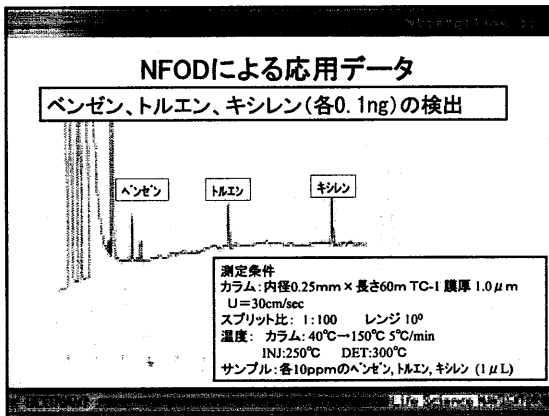 NFODによる応用データ
ベンゼン、トルエン、キシレン(各0.1ng)の検出
ベンゼン
トルエン
キシレン
測定条件
カラム:内径0.25mm×長さ60m TC-1 膜厚 1.0μm
U=30cm/sec
スプリット比: 1:100 レンジ 10⁰
温度: カラム:40℃→150℃ 5℃/min
INJ:250℃ DET:300℃
サンプル:各10ppmのベンゼン,トルエン,キシレン (1μL)
Life Science